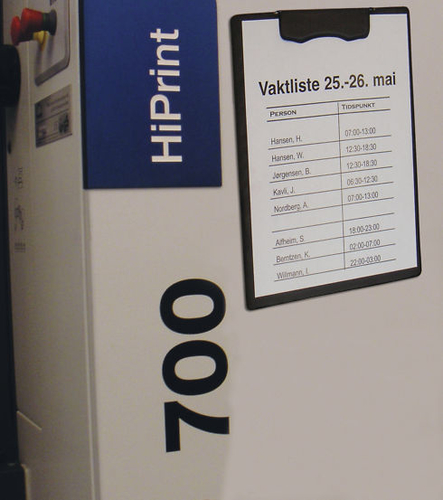 HiPrint
700
Vaktliste 25.-26. mai
PERSON TIDSPUNKT
Hansen, H. 07:00-13:00
Hansen, W. 12:30-18:30
Jørgensen, B. 12:30-18:30
Kavli, J. 06:30-12:30
Nordberg, A. 07:00-13:00
Alfheim, S. 18:00-23:00
Berntzen, K. 02:00-07:00
Willmann, I. 22:00-03:00